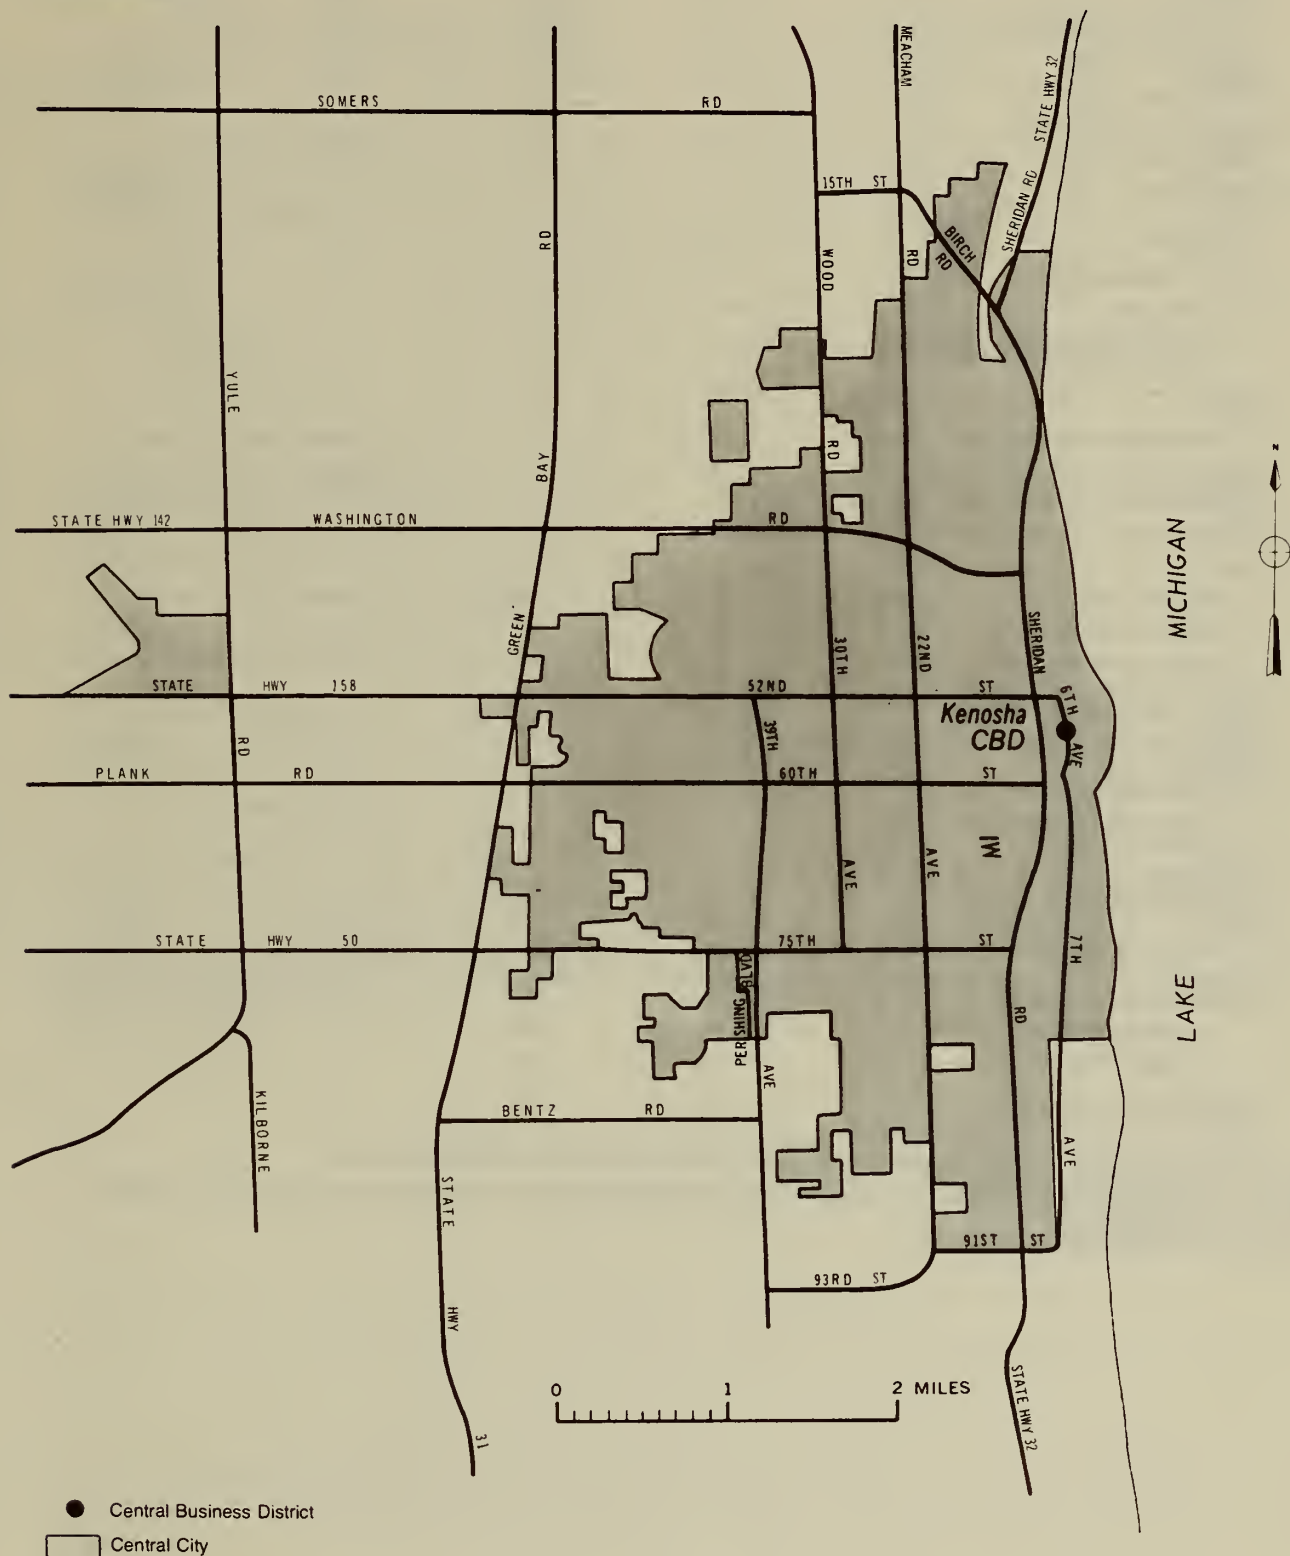 MEACHAM
STATE HWY 32
SOMERS RD
15TH ST
SHERIDAN RD
BIRCH
RD
RD
RD
WOOD
YULE
BAY
RD
N
STATE HWY 142 WASHINGTON RD
MICHIGAN
GREEN
SHERIDAN
30TH
22ND
STATE HWY 158 52ND ST
6TH
Kenosha
CBD
AVE
39TH
RD
PLANK RD 60TH ST
MI
AVE
AVE
7TH
STATE HWY 50 75TH ST
LAKE
PERSHING BLVD
RD
AVE
BENTZ RD
KILBORNE
AVE
STATE
91ST ST
93RD ST
HWY
0 1 2 MILES
STATE HWY 32
31
Central Business District
Central City